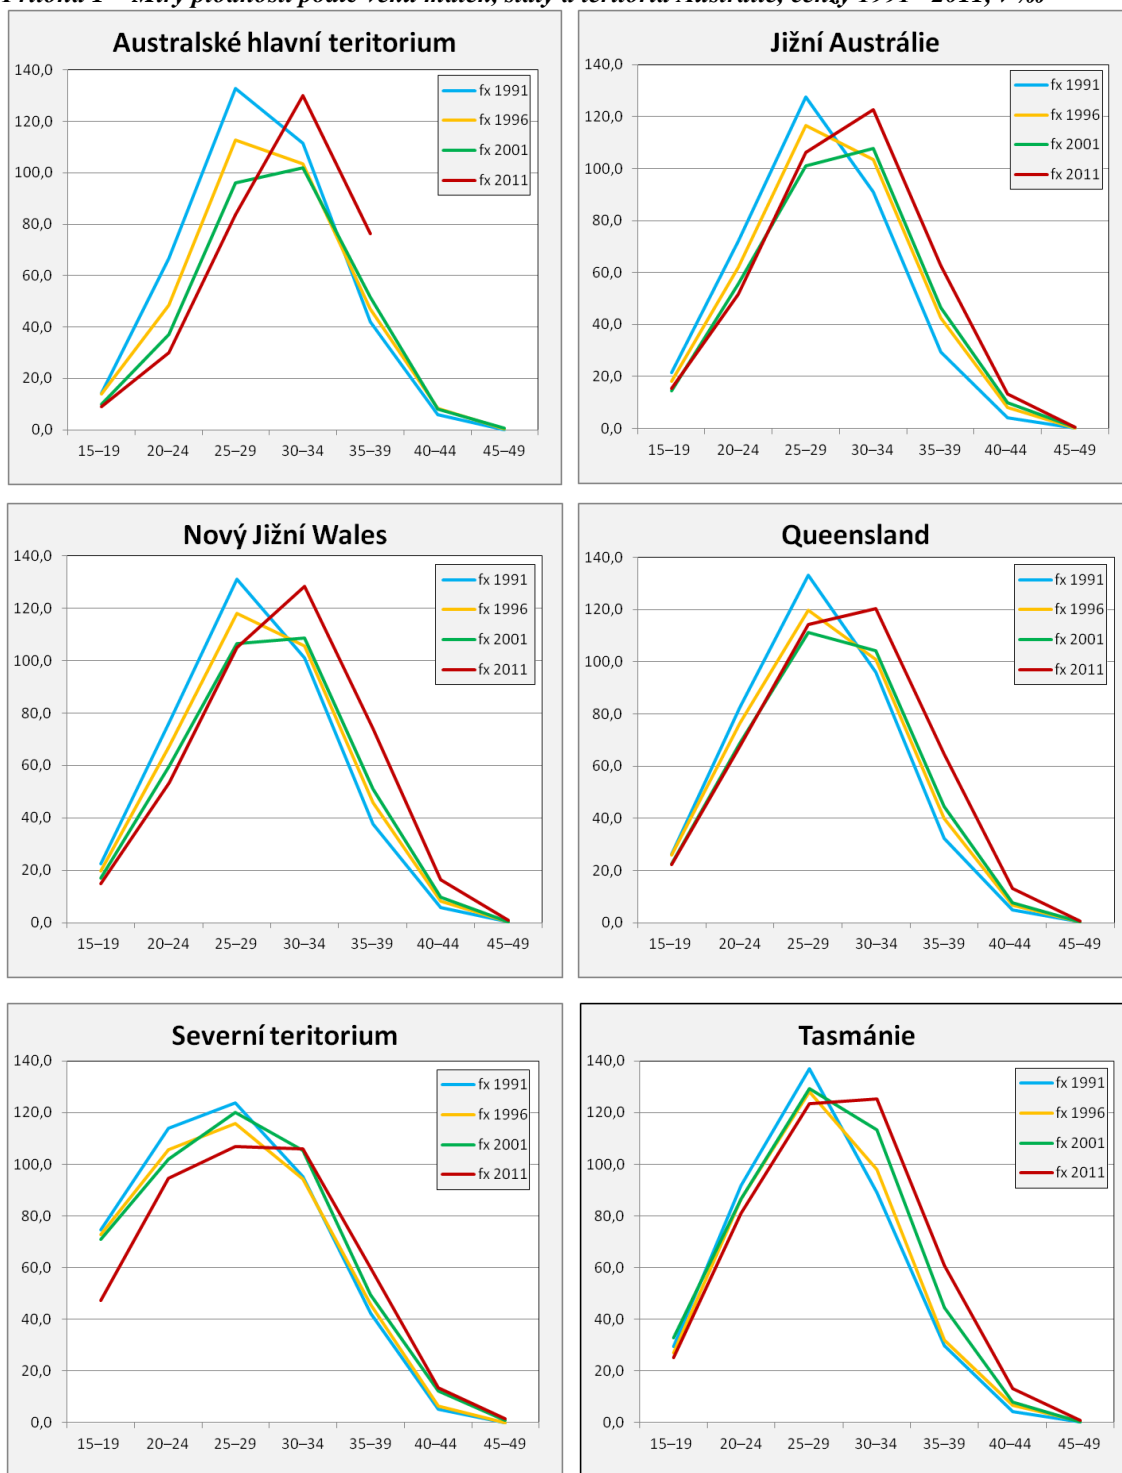 Australské hlavní teritorium
140,0
120,0
100,0
80,0
60,0
40,0
20,0
0,0
fx 1991
fx 1996
fx 2001
fx 2011
15–19 20–24 25–29 30–34 35–39 40–44 45–49
Jižní Austrálie
140,0
120,0
100,0
80,0
60,0
40,0
20,0
0,0
fx 1991
fx 1996
fx 2001
fx 2011
15–19 20–24 25–29 30–34 35–39 40–44 45–49
Nový Jižní Wales
140,0
120,0
100,0
80,0
60,0
40,0
20,0
0,0
fx 1991
fx 1996
fx 2001
fx 2011
15–19 20–24 25–29 30–34 35–39 40–44 45–49
Queensland
140,0
120,0
100,0
80,0
60,0
40,0
20,0
0,0
fx 1991
fx 1996
fx 2001
fx 2011
15–19 20–24 25–29 30–34 35–39 40–44 45–49
Severní teritorium
140,0
120,0
100,0
80,0
60,0
40,0
20,0
0,0
fx 1991
fx 1996
fx 2001
fx 2011
15–19 20–24 25–29 30–34 35–39 40–44 45–49
Tasmánie
140,0
120,0
100,0
80,0
60,0
40,0
20,0
0,0
fx 1991
fx 1996
fx 2001
fx 2011
15–19 20–24 25–29 30–34 35–39 40–44 45–49